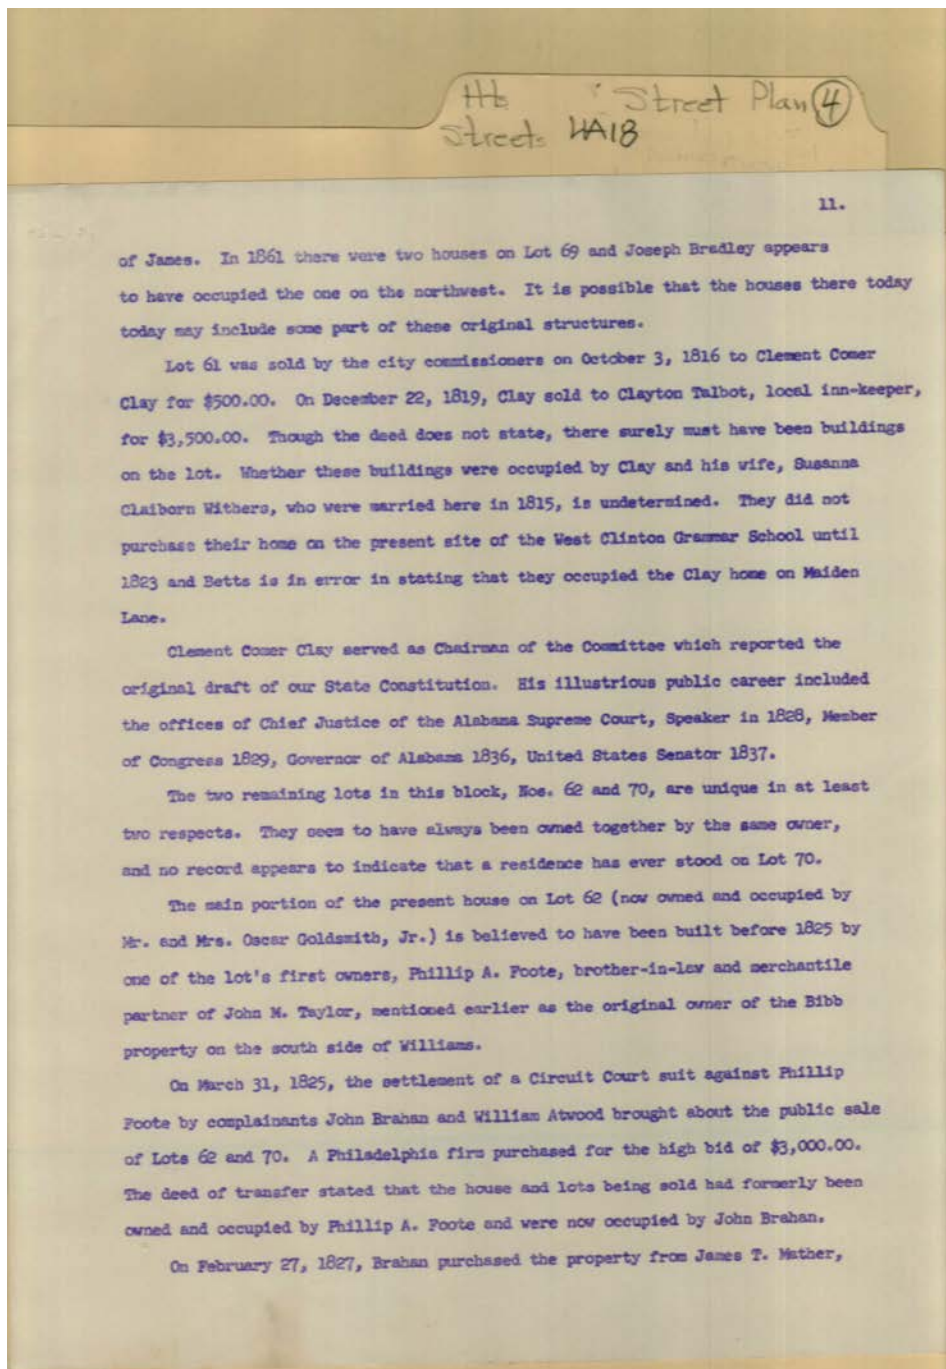 Street Plan 4
Streets 4A18
11.
of James. In 1861 there were two houses on Lot 69 and Joseph Bradley appears
to have occupied the one on the northwest. It is possible that the houses there today
today may include some part of these original structures.
Lot 61 was sold by the city commissioners on October 3, 1816 to Clement Comer
Clay for $500.00. On December 22, 1819, Clay sold to Clayton Talbot, local inn-keeper,
for $3,500.00. Though the deed does not state, there surely must have been buildings
on the lot. Whether these buildings were occupied by Clay and his wife, Susanna
Claiborn Withers, who were married here in 1815, is undetermined. They did not
purchase their home on the present site of the West Clinton Grammar School until
1823 and Betts is in error in stating that they occupied the Clay home on Maiden
Lane.
Clement Comer Clay served as Chairman of the Committee which reported the
original draft of our State Constitution. His illustrious public career included
the offices of Chief Justice of the Alabama Supreme Court, Speaker in 1828, Member
of Congress 1829, Governor of Alabama 1836, United States Senator 1837.
The two remaining lots in this block, Nos. 62 and 70, are unique in at least
two respects. They seem to have always been owned together by the same owner,
and no record appears to indicate that a residence has ever stood on Lot 70.
The main portion of the present house on Lot 62 (now owned and occupied by
Mr. and Mrs. Oscar Goldsmith, Jr.) is believed to have been built before 1825 by
one of the lot's first owners, Phillip A. Foote, brother-in-law and merchantile
partner of John M. Taylor, mentioned earlier as the original owner of the Bibb
property on the south side of Williams.
On March 31, 1825, the settlement of a Circuit Court suit against Phillip
Foote by complainants John Brahan and William Atwood brought about the public sale
of Lots 62 and 70. A Philadelphia firm purchased for the high bid of $3,000.00.
The deed of transfer stated that the house and lots being sold had formerly been
owned and occupied by Phillip A. Foote and were now occupied by John Brahan.
On February 27, 1827, Brahan purchased the property from James T. Mather,